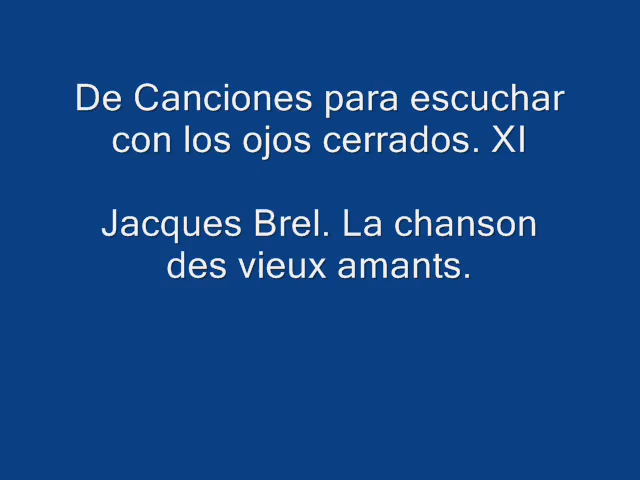 De Canciones para escuchar
con los ojos cerrados. XI
Jacques Brel. La chanson
des vieux amants.